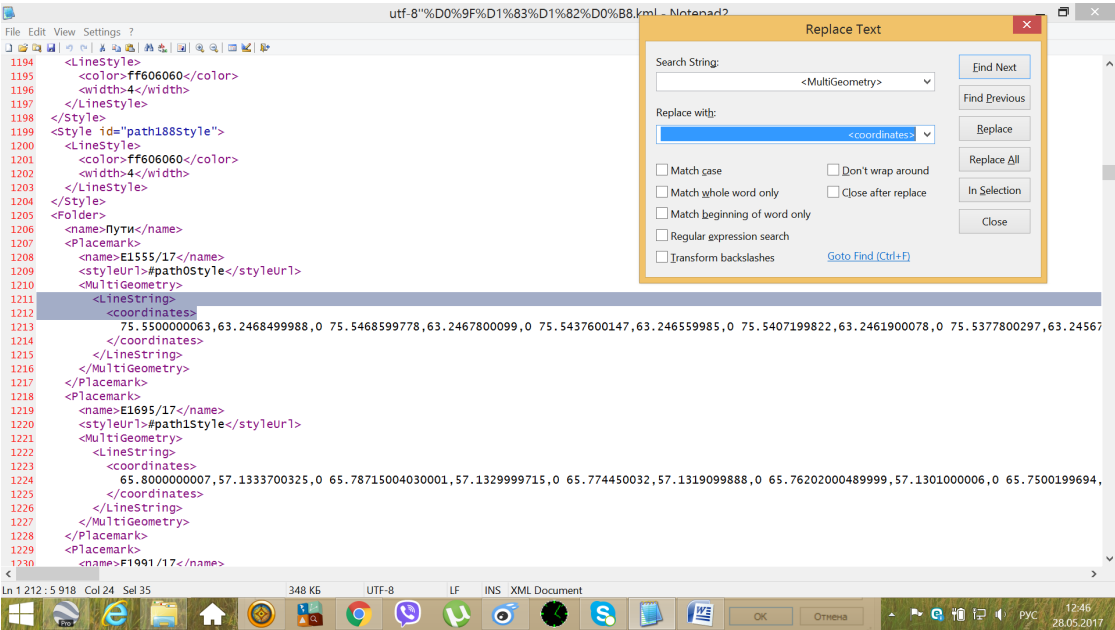 utf-8''%D0%9F%D1%83%D1%82%D0%B8.kml - Notepad2
File Edit View Settings ?
1194 <LineStyle>
1195 <color>ff606060</color>
1196 <width>4</width>
1197 </LineStyle>
1198 </Style>
1199 <Style id="path188Style">
1200 <LineStyle>
1201 <color>ff606060</color>
1202 <width>4</width>
1203 </LineStyle>
1204 </Style>
1205 <Folder>
1206 <name>Пути</name>
1207 <Placemark>
1208 <name>E1555/17</name>
1209 <styleUrl>#path0Style</styleUrl>
1210 <MultiGeometry>
1211 <LineString>
1212 <coordinates>
1213 75.5500000063,63.2468499988,0 75.5468599778,63.2467800099,0 75.5437600147,63.246559985,0 75.5407199822,63.2461900078,0 75.5377800297,63.24567
1214 </coordinates>
1215 </LineString>
1216 </MultiGeometry>
1217 </Placemark>
1218 <Placemark>
1219 <name>E1695/17</name>
1220 <styleUrl>#path1Style</styleUrl>
1221 <MultiGeometry>
1222 <LineString>
1223 <coordinates>
1224 65.8000000007,57.1333700325,0 65.78715004030001,57.1329999715,0 65.774450032,57.1319099888,0 65.76202000489999,57.1301000006,0 65.7500199694,
1225 </coordinates>
1226 </LineString>
1227 </MultiGeometry>
1228 </Placemark>
1229 <Placemark>
1230 <name>E1991/17</name>
Replace Text
Search String:
<MultiGeometry>
Replace with:
<coordinates>
Match case
Match whole word only
Match beginning of word only
Regular expression search
Transform backslashes
Don't wrap around
Close after replace
Goto Find (Ctrl+F)
Find Next
Find Previous
Replace
Replace All
In Selection
Close
Ln 1 212 : 5 918 Col 24 Sel 35 348 КБ UTF-8 LF INS XML Document
Pro
OK
Отмена
РУС
12:46
28.05.2017